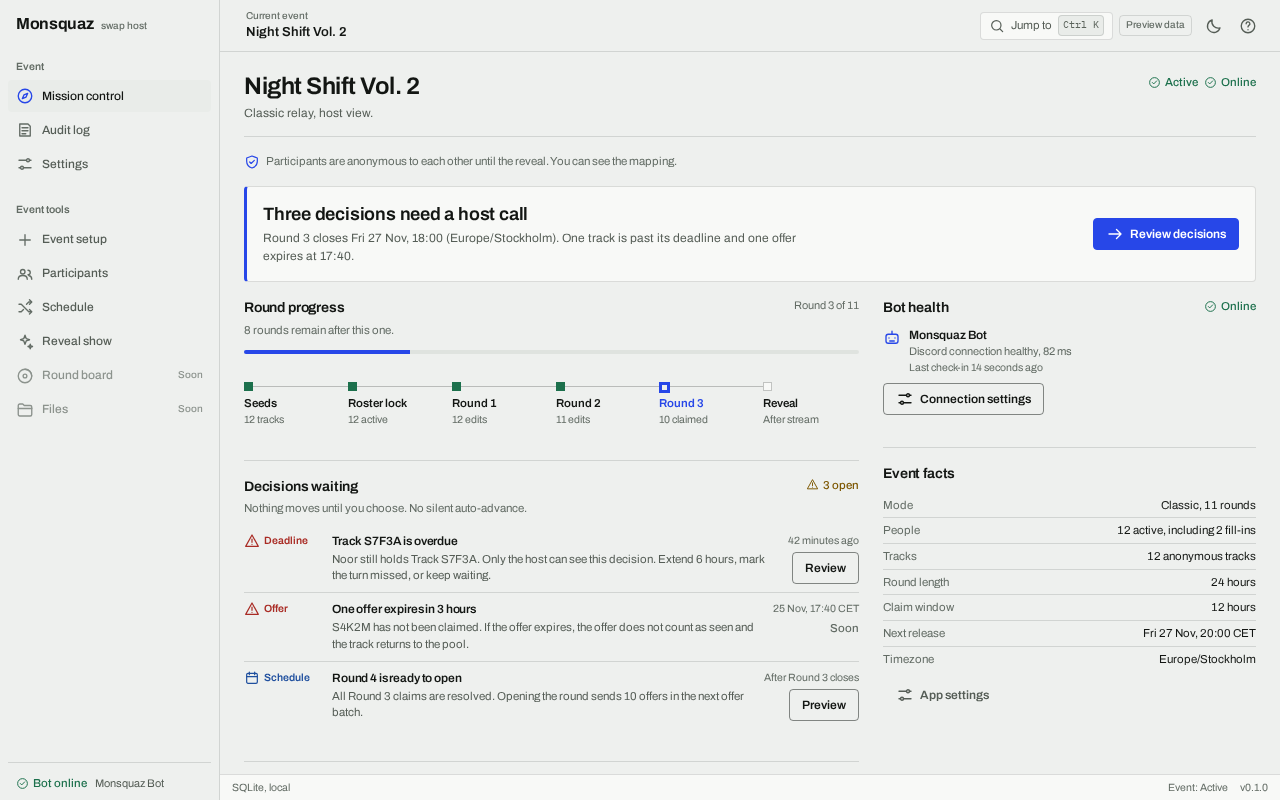 Monsquaz swap host
Event
Mission control
Audit log
Settings
Event tools
Event setup
Participants
Schedule
Reveal show
Round board Soon
Files Soon
Bot online Monsquaz Bot
Current event
Night Shift Vol. 2
Jump to Ctrl K
Preview data
Night Shift Vol. 2
Active Online
Classic relay, host view.
Participants are anonymous to each other until the reveal. You can see the mapping.
Three decisions need a host call
Round 3 closes Fri 27 Nov, 18:00 (Europe/Stockholm). One track is past its deadline and one offer
expires at 17:40.
Review decisions
Round progress Round 3 of 11
8 rounds remain after this one.
Seeds Roster lock Round 1 Round 2 Round 3 Reveal
12 tracks 12 active 12 edits 11 edits 10 claimed After stream
Decisions waiting 3 open
Nothing moves until you choose. No silent auto-advance.
Deadline Track S7F3A is overdue 42 minutes ago
Noor still holds Track S7F3A. Only the host can see this decision. Extend 6 hours, mark
the turn missed, or keep waiting.
Review
Offer One offer expires in 3 hours 25 Nov, 17:40 CET
S4K2M has not been claimed. If the offer expires, the offer does not count as seen and
the track returns to the pool.
Soon
Schedule Round 4 is ready to open After Round 3 closes
All Round 3 claims are resolved. Opening the round sends 10 offers in the next offer
batch.
Preview
Bot health Online
Monsquaz Bot
Discord connection healthy, 82 ms
Last check-in 14 seconds ago
Connection settings
Event facts
Mode Classic, 11 rounds
People 12 active, including 2 fill-ins
Tracks 12 anonymous tracks
Round length 24 hours
Claim window 12 hours
Next release Fri 27 Nov, 20:00 CET
Timezone Europe/Stockholm
App settings
SQLite, local
Event: Active v0.1.0